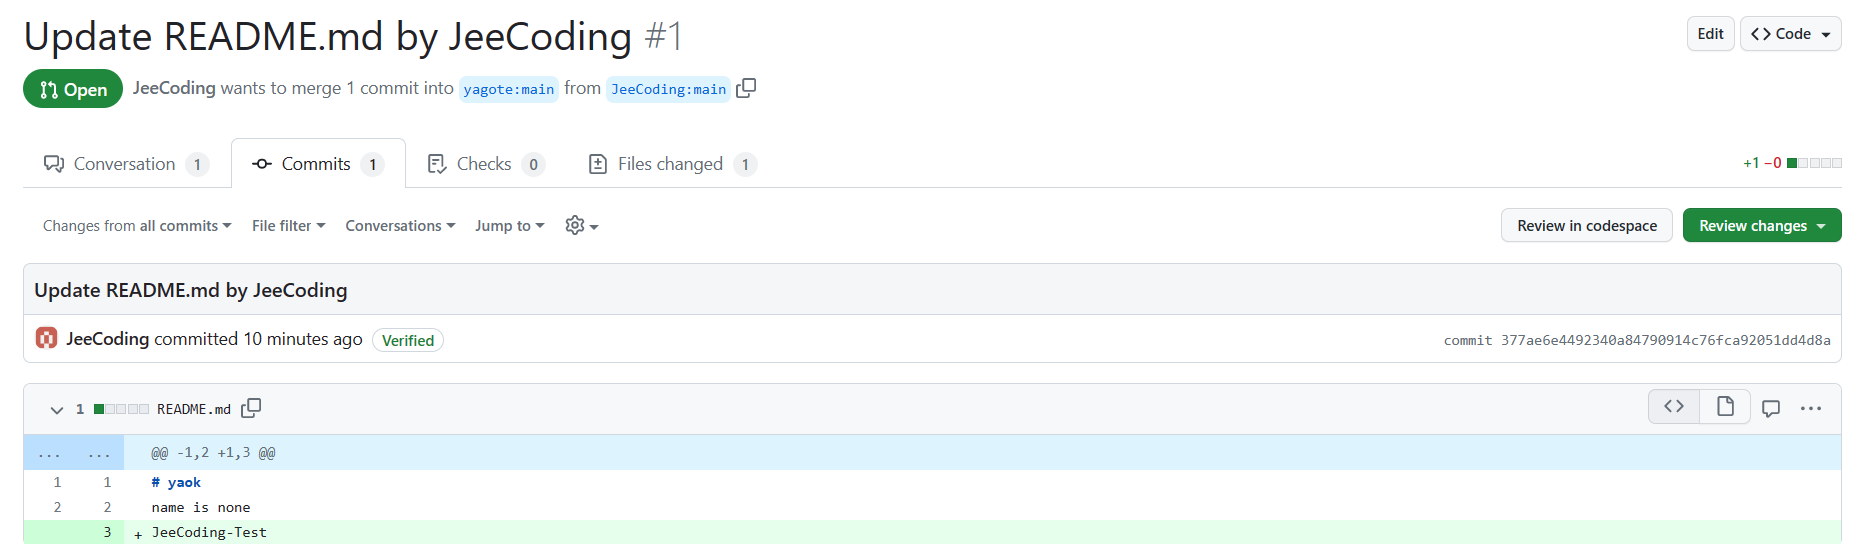 Update README.md by JeeCoding #1
Edit
Code
Open
JeeCoding wants to merge 1 commit into yagote:main from JeeCoding:main
Conversation 1
Commits 1
Checks 0
Files changed 1
+1 −0
Changes from all commits
File filter
Conversations
Jump to
Review in codespace
Review changes
Update README.md by JeeCoding
JeeCoding committed 10 minutes ago
Verified
commit 377ae6e4492340a84790914c76fca92051dd4d8a
1 README.md
... ... @@ -1,2 +1,3 @@
1 1 # yaok
2 2 name is none
3 + JeeCoding-Test